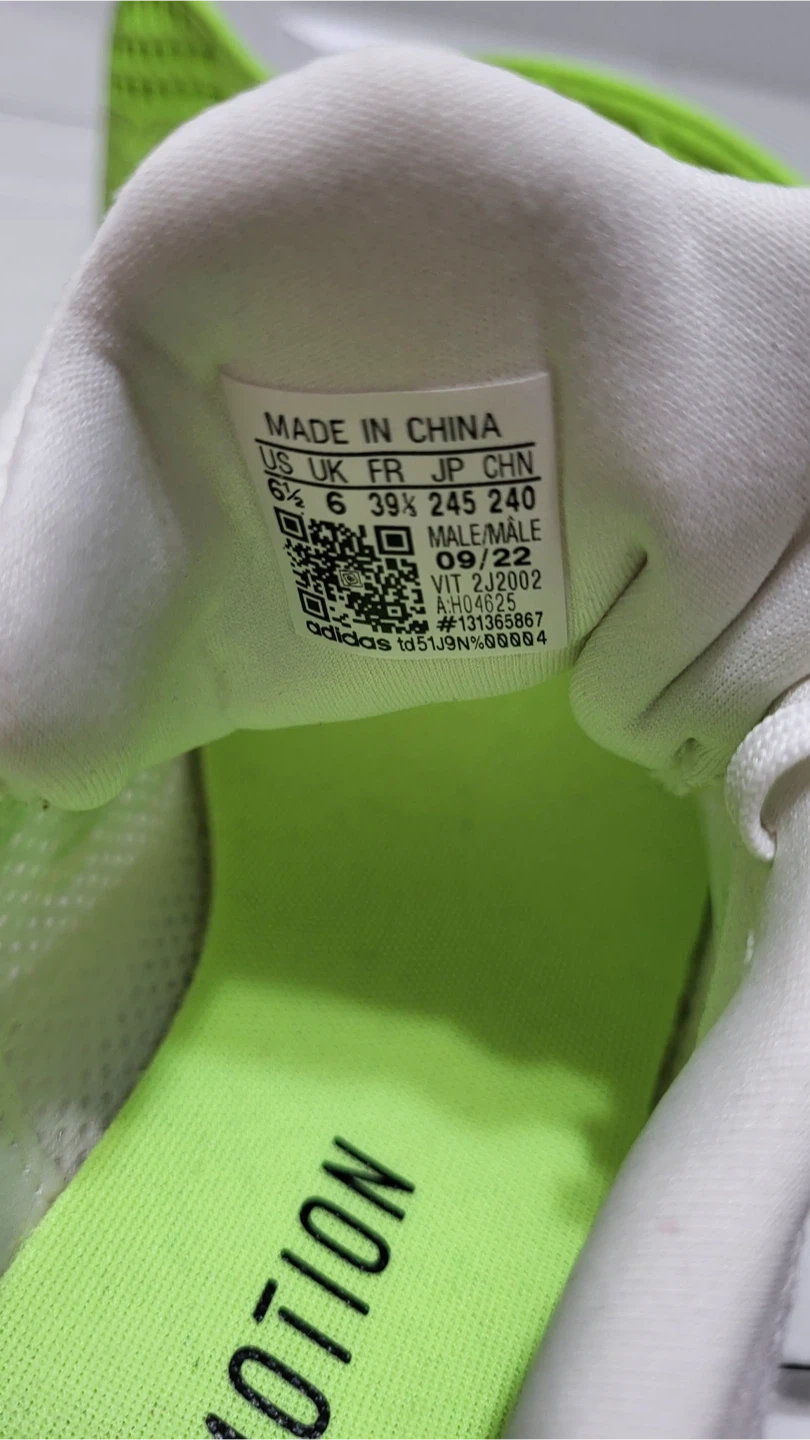 MADE IN CHINA
US UK FR JP CHN
6½ 6 39⅓ 245 240
MALE/MÂLE
09/22
VIT 2J2002
A:H04625
#131365867
adidas td51J9N%00004
OTION